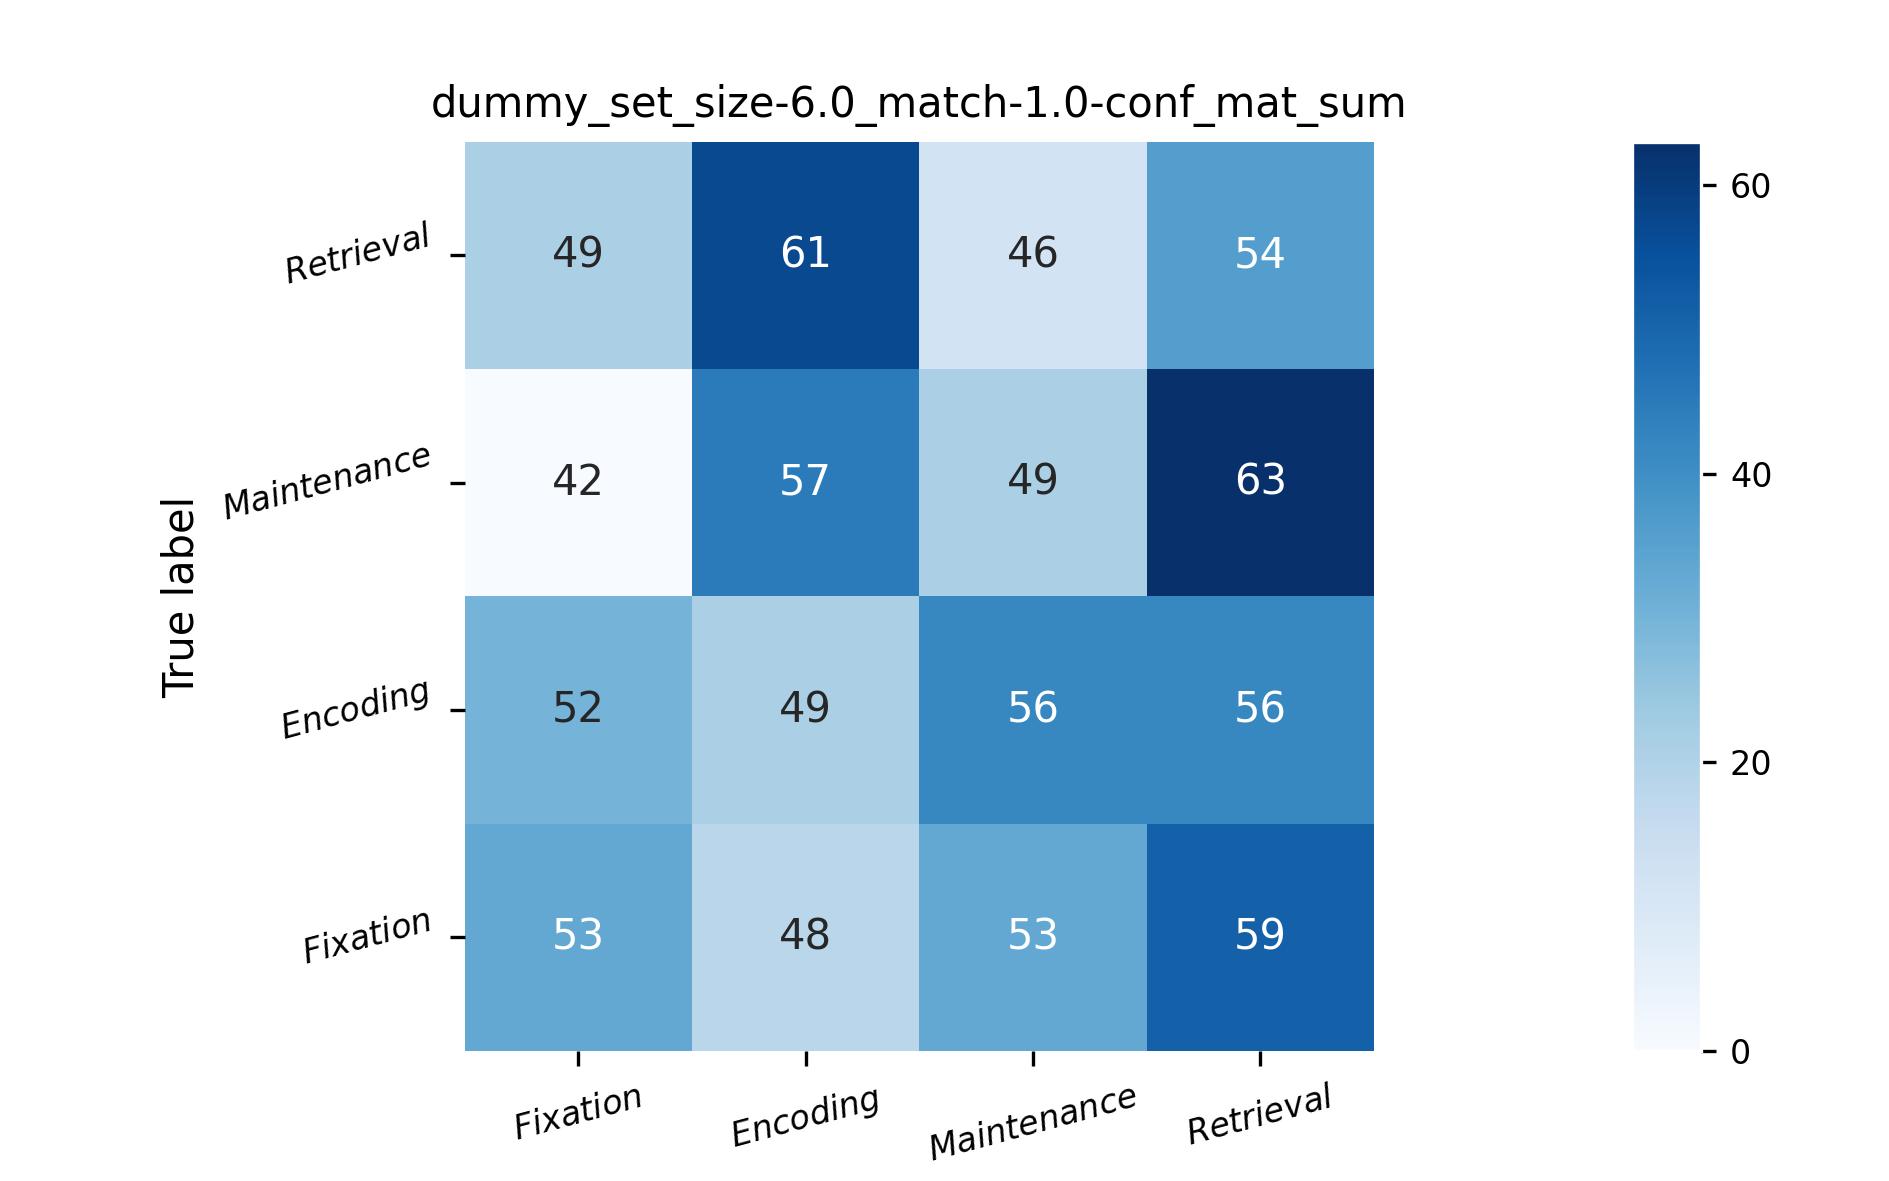 dummy_set_size-6.0_match-1.0-conf_mat_sum
True label
Retrieval 49 61 46 54
Maintenance 42 57 49 63
Encoding 52 49 56 56
Fixation 53 48 53 59
Fixation Encoding Maintenance Retrieval
60
40
20
0